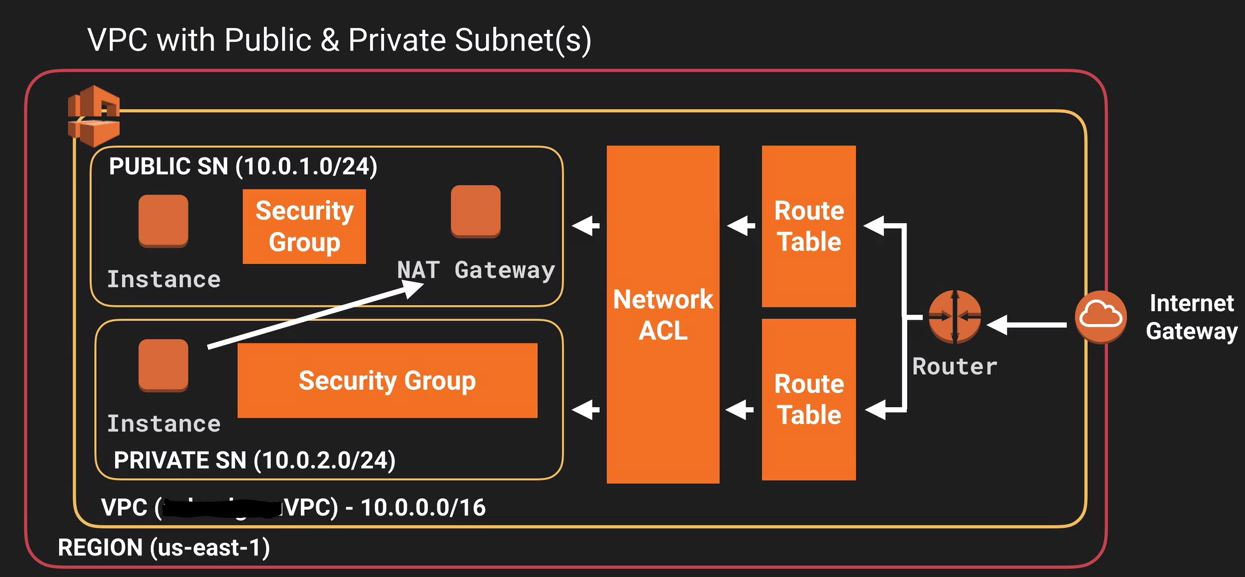 VPC with Public & Private Subnet(s)
PUBLIC SN (10.0.1.0/24)
Security
Group
Instance
NAT Gateway
Security Group
Instance
PRIVATE SN (10.0.2.0/24)
Network
ACL
Route
Table
Route
Table
Router
Internet
Gateway
VPC (VPC) - 10.0.0.0/16
REGION (us-east-1)